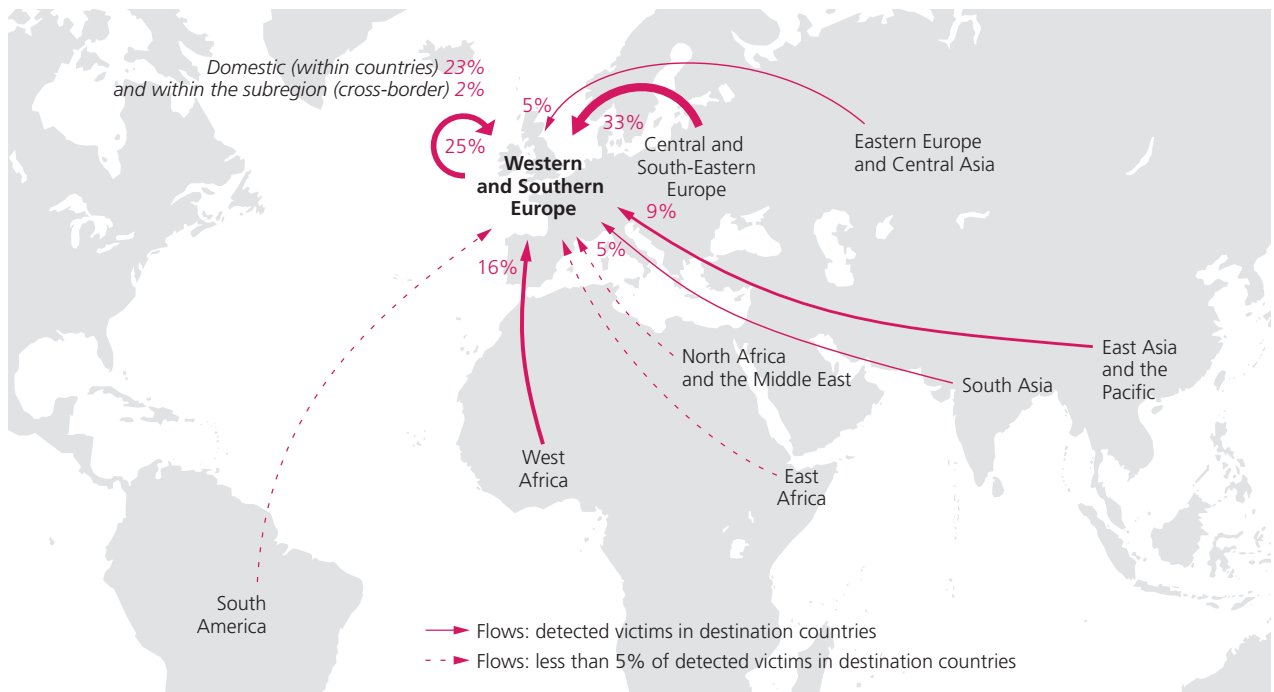 Domestic (within countries) 23%
and within the subregion (cross-border) 2%
5%
33%
25%
Western
and Southern
Europe
Central and
South-Eastern
Europe
Eastern Europe
and Central Asia
9%
5%
16%
North Africa
and the Middle East
South Asia
East Asia
and the
Pacific
West
Africa
East
Africa
South
America
Flows: detected victims in destination countries
Flows: less than 5% of detected victims in destination countries